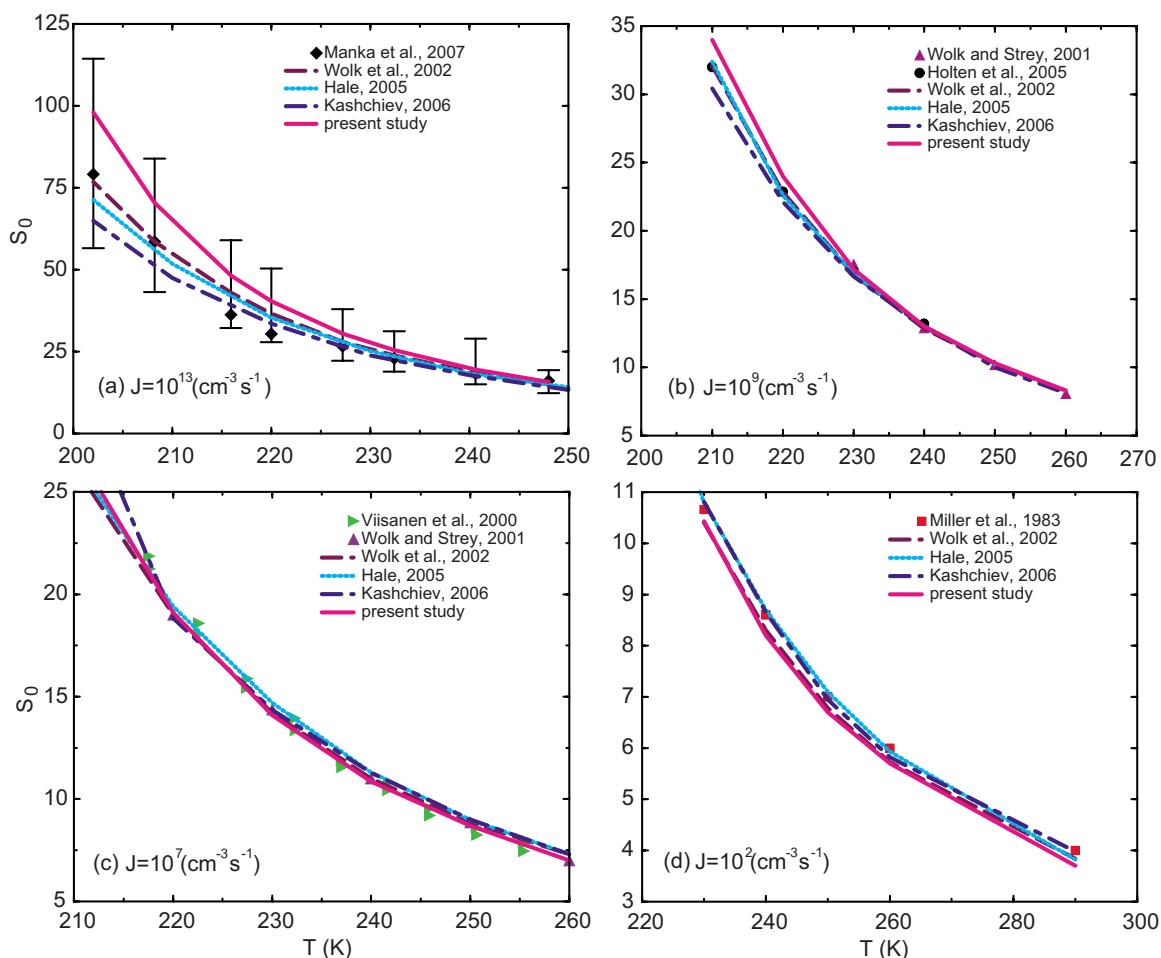 125
100
75
50
25
0
S0
200 210 220 230 240 250
Manka et al., 2007
Wolk et al., 2002
Hale, 2005
Kashchiev, 2006
present study
(a) J=10^13(cm^-3 s^-1)
35
30
25
20
15
10
5
200 210 220 230 240 250 260 270
Wolk and Strey, 2001
Holten et al., 2005
Wolk et al., 2002
Hale, 2005
Kashchiev, 2006
present study
(b) J=10^9(cm^-3 s^-1)
25
20
15
10
5
S0
210 220 230 240 250 260
T (K)
Viisanen et al., 2000
Wolk and Strey, 2001
Wolk et al., 2002
Hale, 2005
Kashchiev, 2006
present study
(c) J=10^7(cm^-3 s^-1)
11
10
9
8
7
6
5
4
3
220 240 260 280 300
T (K)
Miller et al., 1983
Wolk et al., 2002
Hale, 2005
Kashchiev, 2006
present study
(d) J=10^2(cm^-3 s^-1)